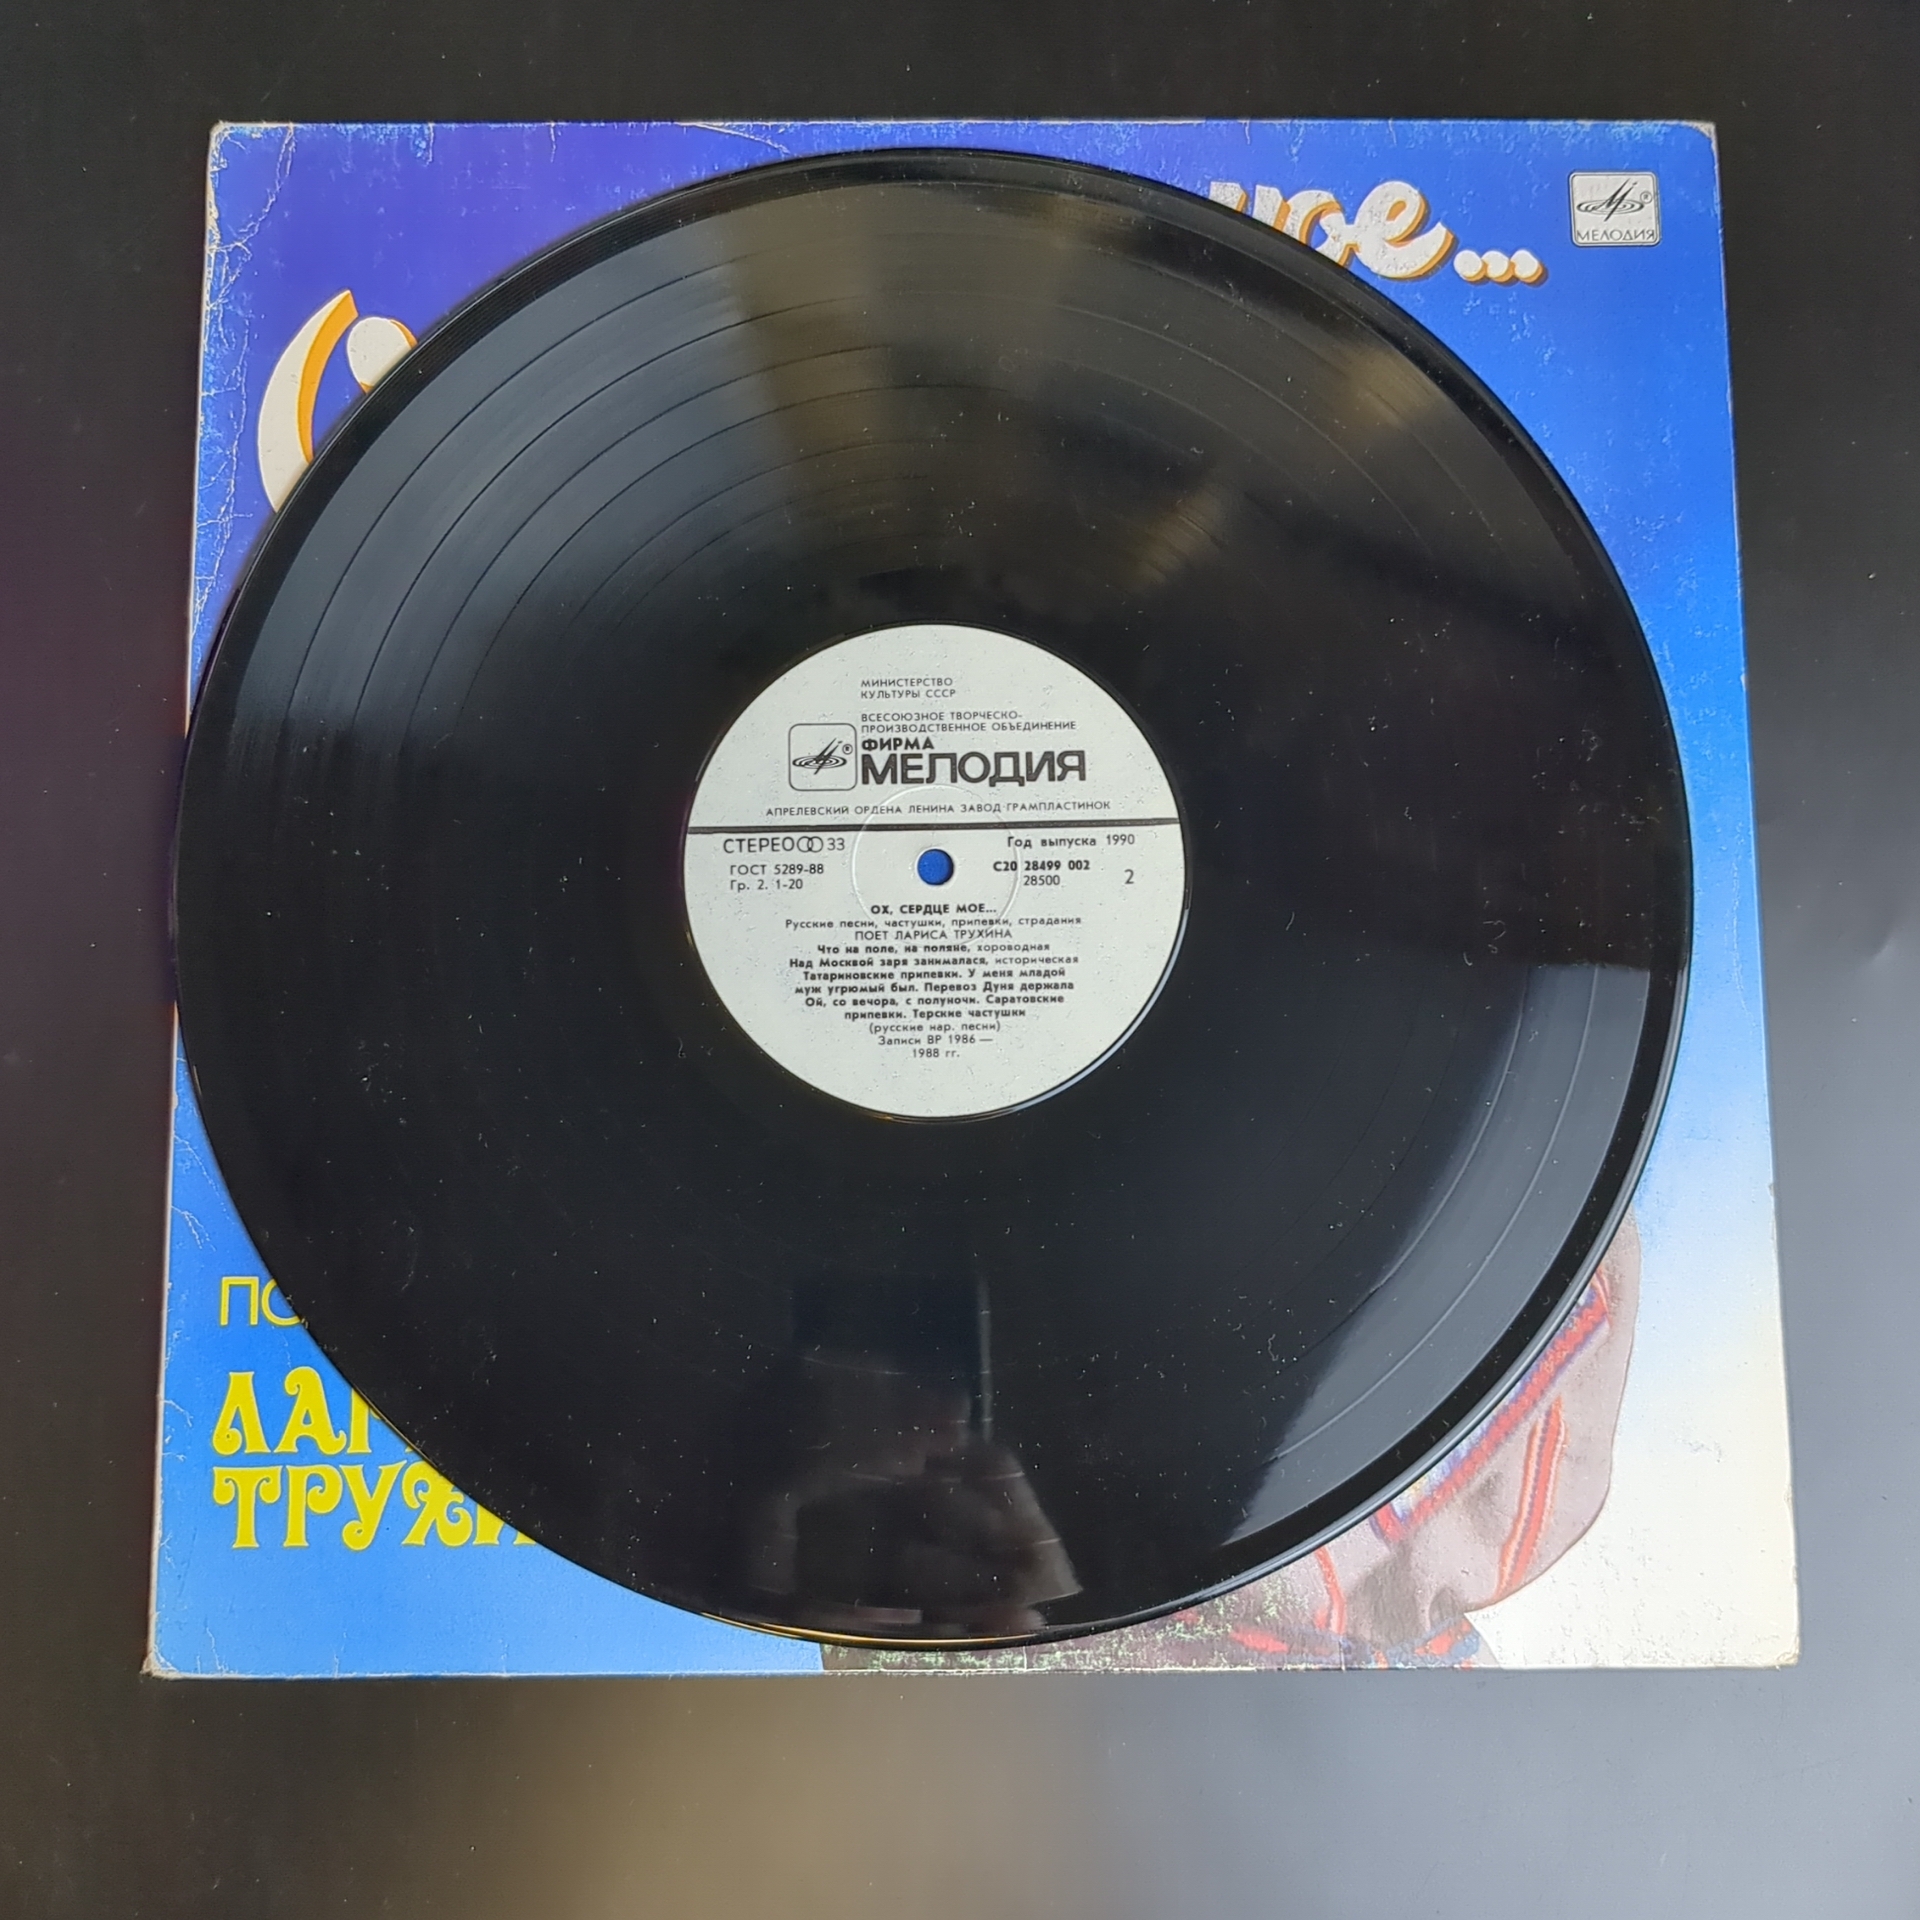 мое...
МЕЛОДИЯ
МИНИСТЕРСТВО
КУЛЬТУРЫ СССР
ВСЕСОЮЗНОЕ ТВОРЧЕСКО-
ПРОИЗВОДСТВЕННОЕ ОБЪЕДИНЕНИЕ
ФИРМА
МЕЛОДИЯ
АПРЕЛЕВСКИЙ ОРДЕНА ЛЕНИНА ЗАВОД ГРАМПЛАСТИНОК
СТЕРЕО 33
Год выпуска 1990
ГОСТ 5289-88
С20 28499 002
Гр. 2. 1-20
28500
2
ОХ, СЕРДЦЕ МОЕ...
Русские песни, частушки, припевки, страдания
ПОЕТ ЛАРИСА ТРУХИНА
Что на поле, на поляне, хороводная
Над Москвой заря занималася, историческая
Татариновские припевки. У меня младой
муж угрюмый был. Перевоз Дуня держала
Ой, со вечора, с полуночи. Саратовские
припевки. Терские частушки
(русские нар. песни)
Записи ВР 1986 —
1988 гг.
ПО
ЛАР
ТРУХИ